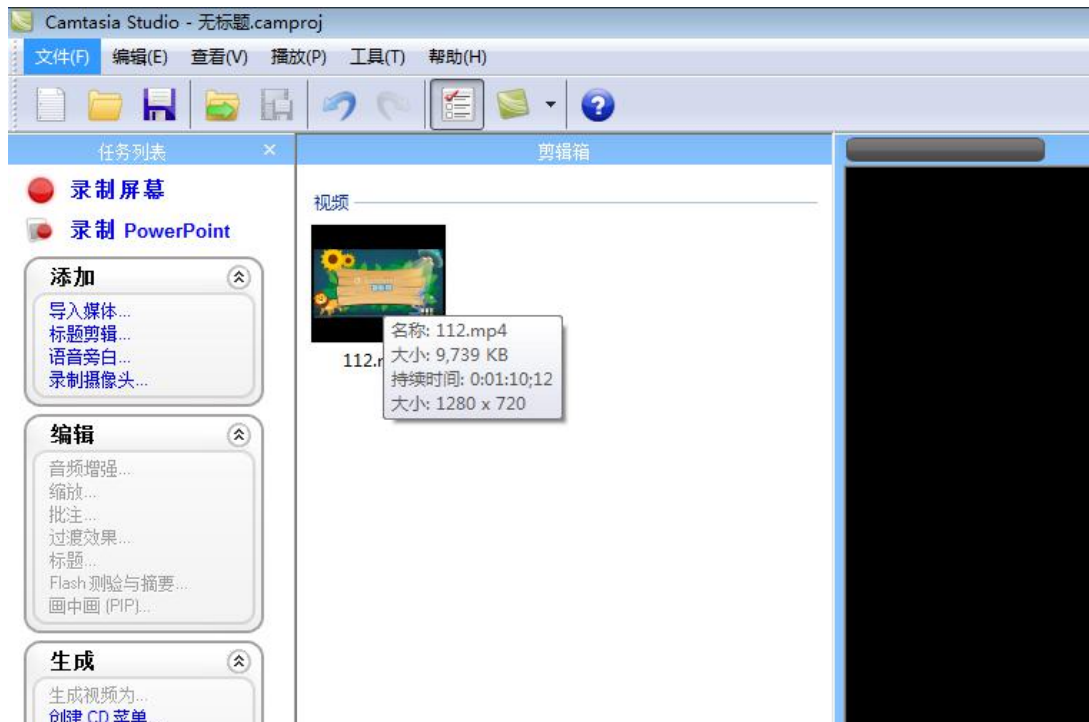 Camtasia Studio - 无标题.camproj
文件(F) 编辑(E) 查看(V) 播放(P) 工具(T) 帮助(H)
任务列表
剪辑箱
录制屏幕
录制 PowerPoint
添加
导入媒体...
标题剪辑...
语音旁白...
录制摄像头...
编辑
音频增强...
缩放...
批注...
过渡效果...
标题...
Flash 测验与摘要...
画中画 (PIP)...
生成
生成视频为...
创建 CD 菜单
视频
112.
名称: 112.mp4
大小: 9,739 KB
持续时间: 0:01:10;12
大小: 1280 x 720